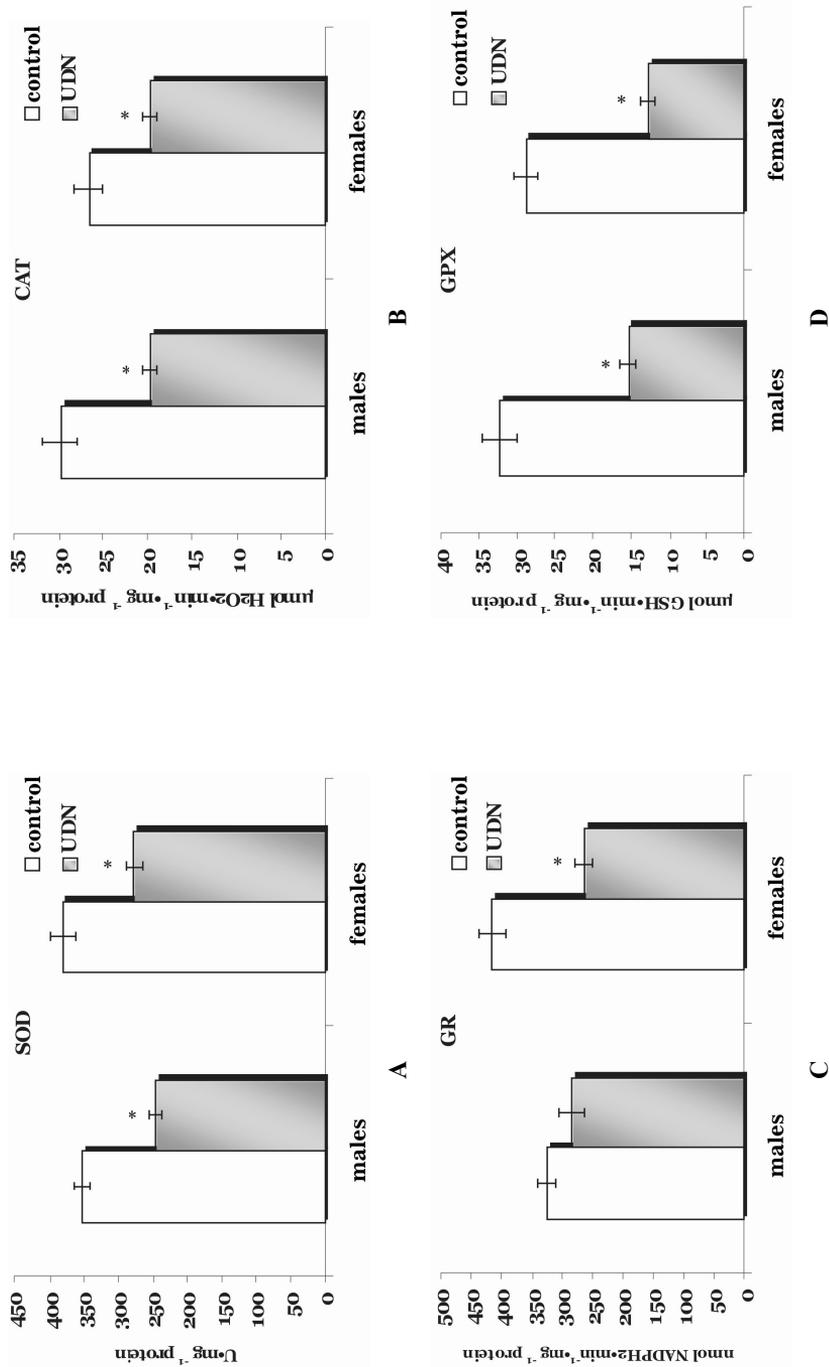 SOD
control
UDN
450
400
350
.300
250
200
150
100
50
0
U•mg⁻¹ protein
*
*
males
females
A
CAT
control
UDN
35
30
25
20
15
10
5
0
µmol H2O2•min⁻¹•mg⁻¹ protein
*
*
males
females
B
GR
control
UDN
500
450
400
350
300
250
200
150
100
50
0
nmol NADPH2•min⁻¹•mg⁻¹ protein
*
males
females
C
GPX
control
UDN
40
35
30
25
20
15
10
5
0
µmol GSH•min⁻¹•mg⁻¹ protein
*
*
males
females
D